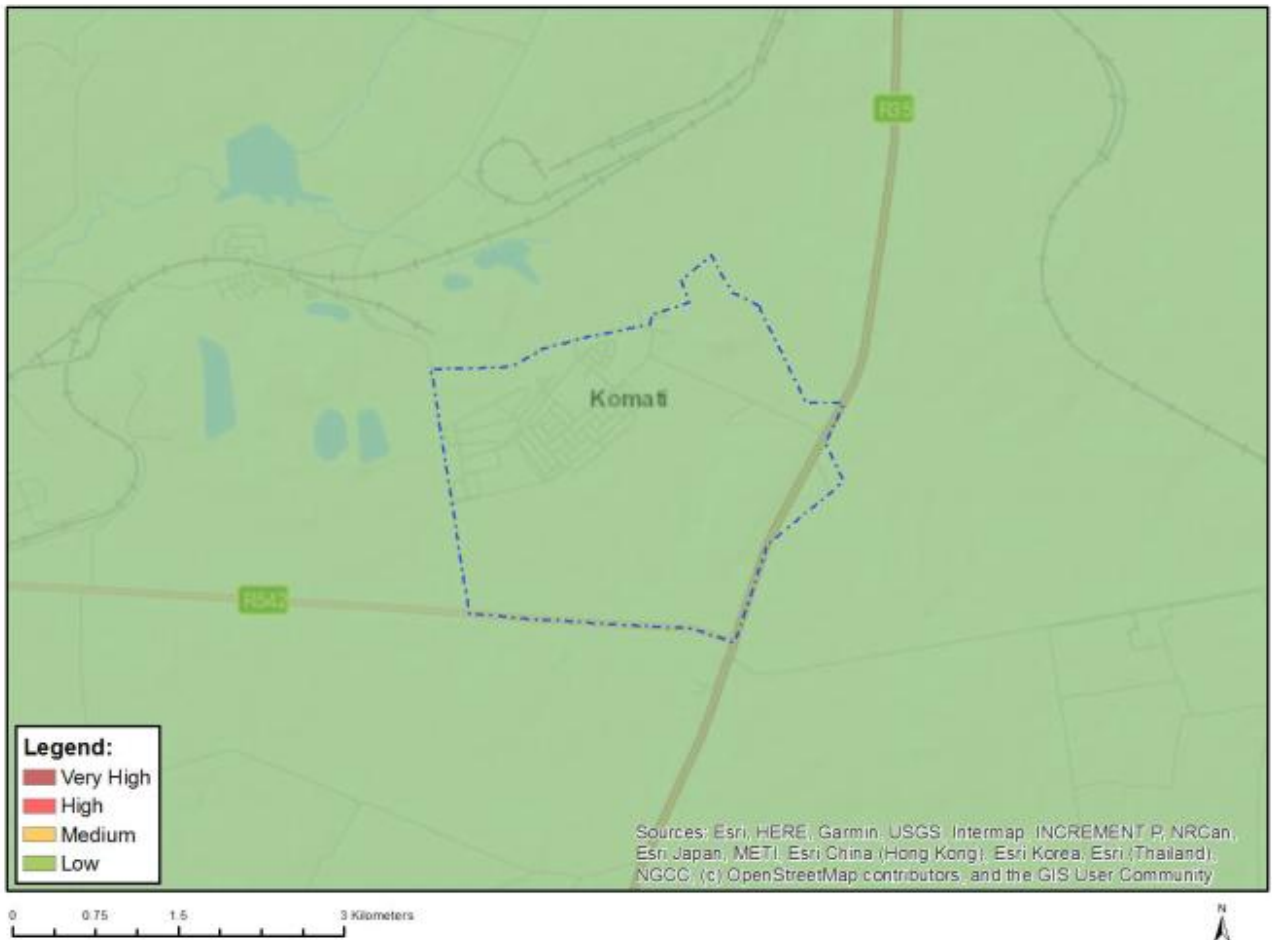 R35
Komati
R542
Legend:
Very High
High
Medium
Low
Sources: Esri, HERE, Garmin, USGS, Intermap, INCREMENT P, NRCan,
Esri Japan, METI, Esri China (Hong Kong), Esri Korea, Esri (Thailand),
NGCC, (c) OpenStreetMap contributors, and the GIS User Community
0 0.75 1.5 3 Kilometers
N